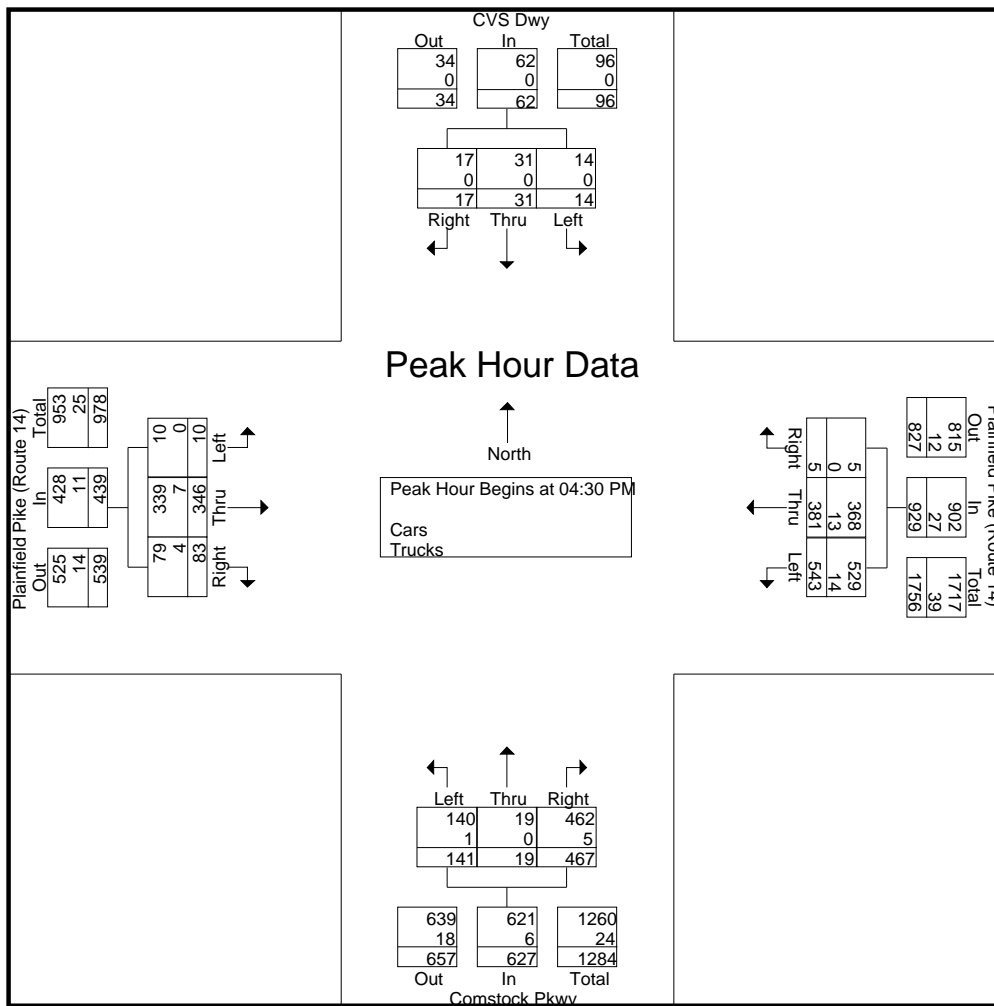 CVS Dwy
Out In Total
34 62 96
0 0 0
34 62 96
17 31 14
0 0 0
17 31 14
Right Thru Left
Peak Hour Data
North
Peak Hour Begins at 04:30 PM
Cars
Trucks
Plainfield Pike (Route 14)
Total In Out
953 428 525
25 11 14
978 439 539
10 339 79
0 7 4
10 346 83
Left Thru Right
Plainfield Pike (Route 14)
Out In Total
815 902 1717
12 27 39
827 929 1756
5 368 529
0 13 14
5 381 543
Right Thru Left
Left Thru Right
140 19 462
1 0 5
141 19 467
639 621 1260
18 6 24
657 627 1284
Out In Total
Comstock Pkwy